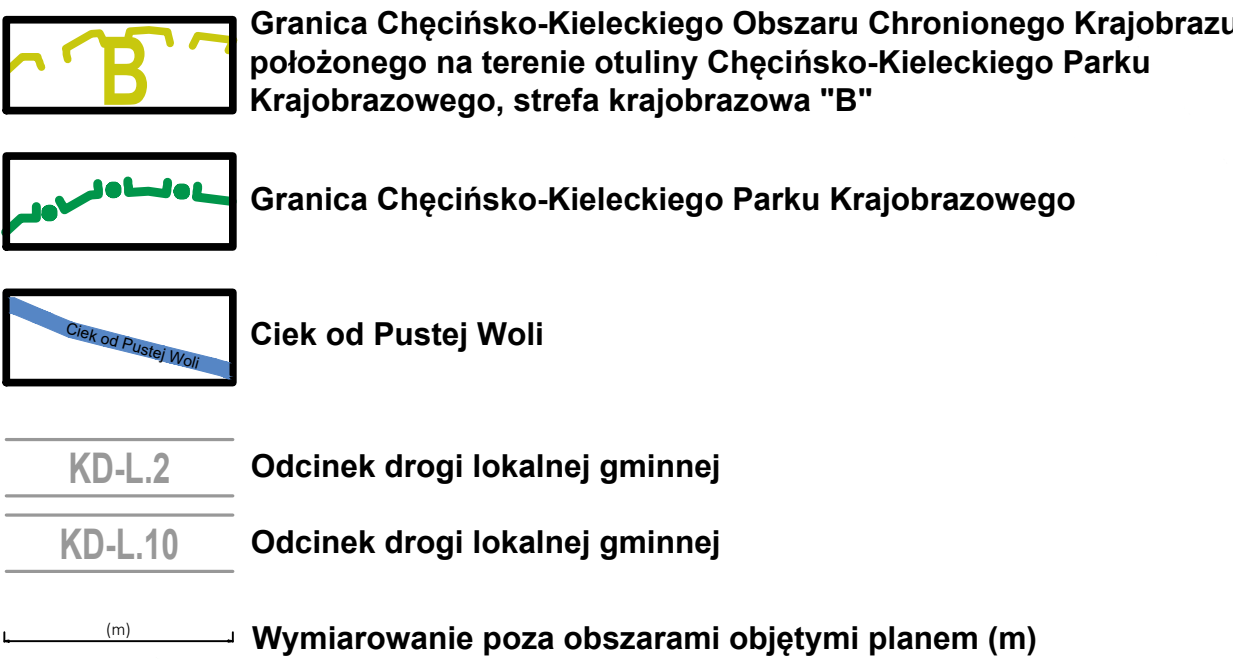 B
Granica Chęcińsko-Kieleckiego Obszaru Chronionego Krajobrazu
położonego na terenie otuliny Chęcińsko-Kieleckiego Parku
Krajobrazowego, strefa krajobrazowa "B"
Granica Chęcińsko-Kieleckiego Parku Krajobrazowego
Ciek od Pustej Woli
Ciek od Pustej Woli
KD-L.2
Odcinek drogi lokalnej gminnej
KD-L.10
Odcinek drogi lokalnej gminnej
(m)
Wymiarowanie poza obszarami objętymi planem (m)